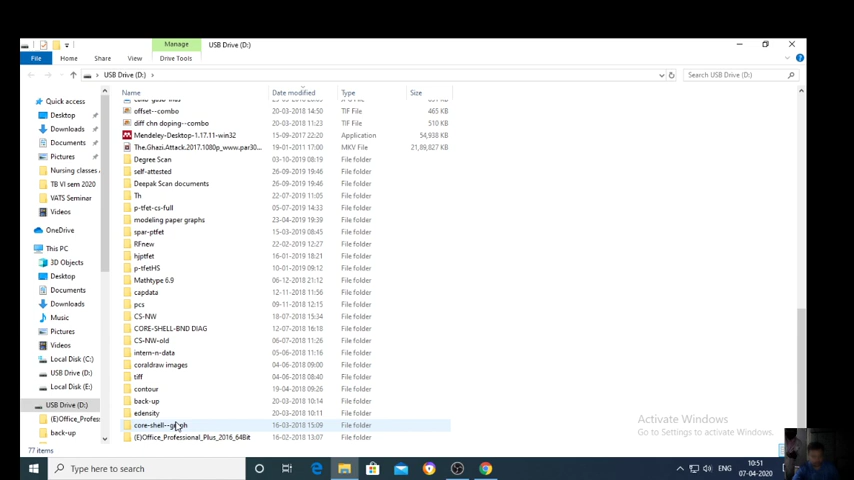 Manage
USB Drive (D:)
File
Home
Share
View
Drive Tools
USB Drive (D:)
Search USB Drive (D:)
Name
Date modified
Type
Size
Quick access
Desktop
Downloads
Documents
Pictures
Nursing classes
TB VI sem 2020
VATS Seminar
Videos
OneDrive
This PC
3D Objects
Desktop
Documents
Downloads
Music
Pictures
Videos
Local Disk (C:)
USB Drive (D:)
Local Disk (E:)
USB Drive (D:)
(E)Office_Profes
back-up
offset--combo 20-03-2018 14:50 TIF File 465 KB
diff chn doping--combo 20-03-2018 11:23 TIF File 510 KB
Mendeley-Desktop-1.17.11-win32 15-09-2017 22:20 Application 54,938 KB
The.Ghazi.Attack.2017.1080p_www.par30... 19-01-2011 17:00 MKV File 21,89,827 KB
Degree Scan 03-10-2019 08:19 File folder
self-attested 26-09-2019 19:46 File folder
Deepak Scan documents 26-09-2019 19:46 File folder
Th 22-07-2019 11:05 File folder
p-tfet-cs-full 05-07-2019 14:33 File folder
modeling paper graphs 23-04-2019 19:39 File folder
spar-ptfet 15-03-2019 08:45 File folder
RFnew 22-02-2019 12:27 File folder
hjptfet 16-01-2019 18:21 File folder
p-tfetHS 10-01-2019 09:12 File folder
Mathtype 6.9 06-12-2018 21:12 File folder
capdata 12-11-2018 11:56 File folder
pcs 09-11-2018 12:15 File folder
CS-NW 18-07-2018 15:34 File folder
CORE-SHELL-BND DIAG 12-07-2018 16:18 File folder
CS-NW-old 06-07-2018 11:26 File folder
intern-n-data 05-06-2018 11:16 File folder
coraldraw images 04-06-2018 09:00 File folder
tiff 04-06-2018 08:40 File folder
contour 19-04-2018 09:26 File folder
back-up 20-03-2018 10:14 File folder
edensity 20-03-2018 10:11 File folder
core-shell--graph 16-03-2018 15:09 File folder
(E)Office_Professional_Plus_2016_64Bit 16-02-2018 13:07 File folder
77 items
Activate Windows
Go to Settings to activate Windows.
Type here to search
ENG
10:51
07-04-2020